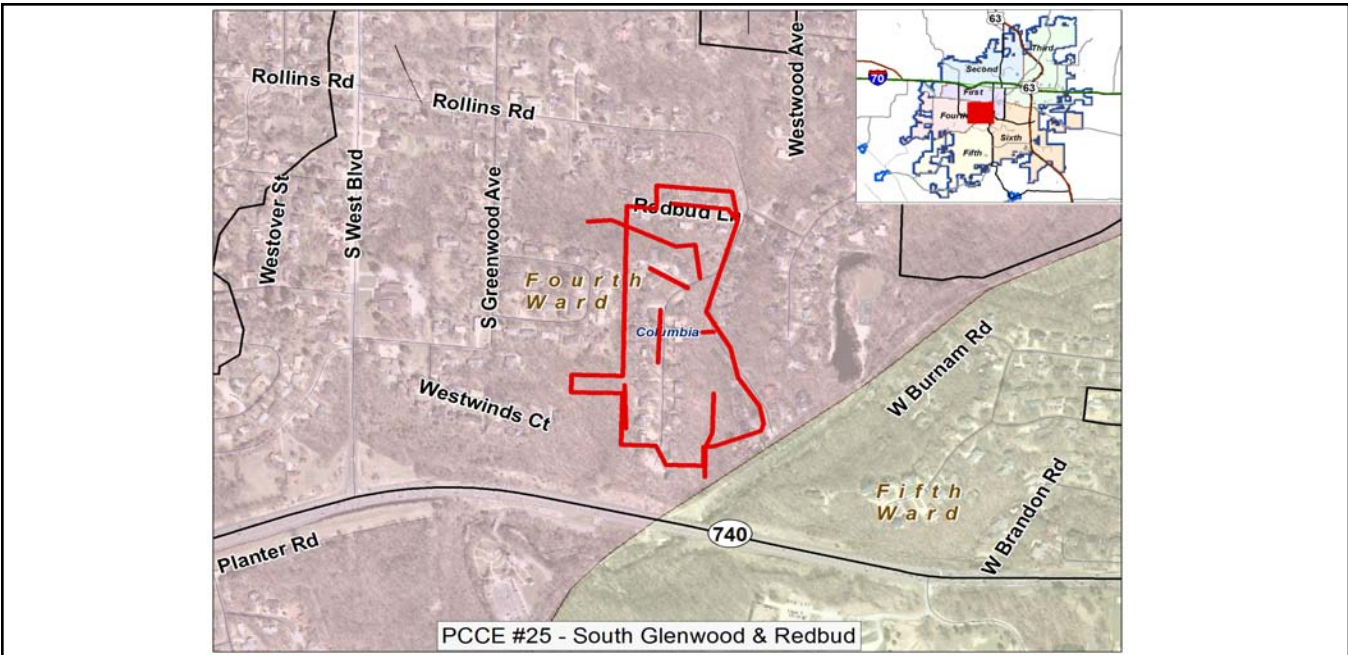 Rollins Rd
Rollins Rd
Westwood Ave
Westover St
S West Blvd
S Greenwood Ave
Redbud Ln
Fourth
Ward
Columbia
Westwinds Ct
W Burnam Rd
Fifth
Ward
W Brandon Rd
740
Planter Rd
PCCE #25 - South Glenwood & Redbud
63
Third
Second
70
63
First
Fourth
Sixth
Fifth